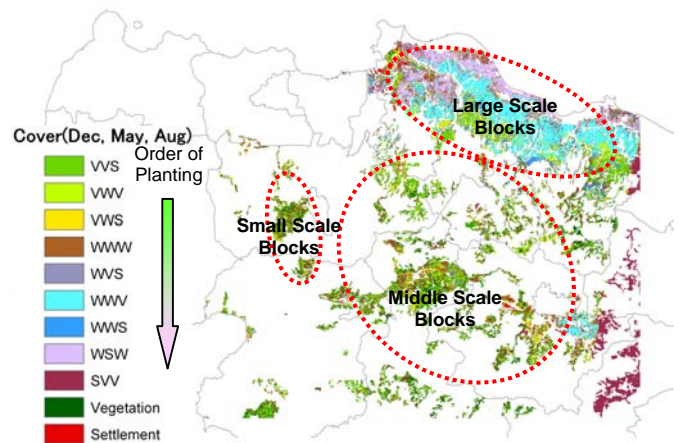 Large Scale
Blocks
Cover(Dec, May, Aug)
VVS
VWV
VWS
WWW
WVS
WWV
WWS
WSW
SVV
Vegetation
Settlement
Order of
Planting
Small Scale
Blocks
Middle Scale
Blocks